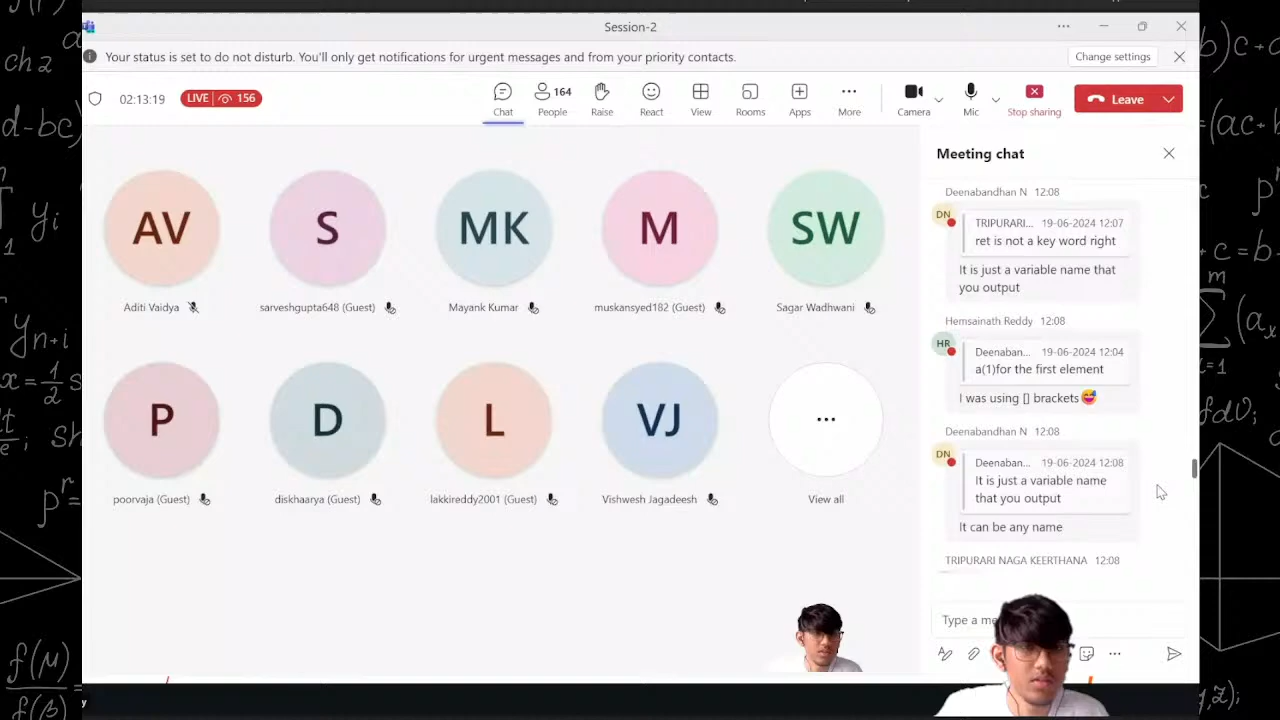 Session-2
Your status is set to do not disturb. You'll only get notifications for urgent messages and from your priority contacts.
Change settings
02:13:19
LIVE 156
Chat
164
People
Raise
React
View
Rooms
Apps
More
Camera
Mic
Stop sharing
Leave
AV
Aditi Vaidya
S
sarveshgupta648 (Guest)
MK
Mayank Kumar
M
muskansyed182 (Guest)
SW
Sagar Wadhwani
P
poorvaja (Guest)
D
diskhaarya (Guest)
L
lakkireddy2001 (Guest)
VJ
Vishwesh Jagadeesh
...
View all
Meeting chat
Deenabandhan N 12:08
DN
TRIPURARI... 19-06-2024 12:07
ret is not a key word right
It is just a variable name that
you output
Hemsainath Reddy 12:08
HR
Deenaban... 19-06-2024 12:04
a(1)for the first element
I was using [] brackets😅
Deenabandhan N 12:08
DN
Deenaban... 19-06-2024 12:08
It is just a variable name
that you output
It can be any name
TRIPURARI NAGA KEERTHANA 12:08
Type a me